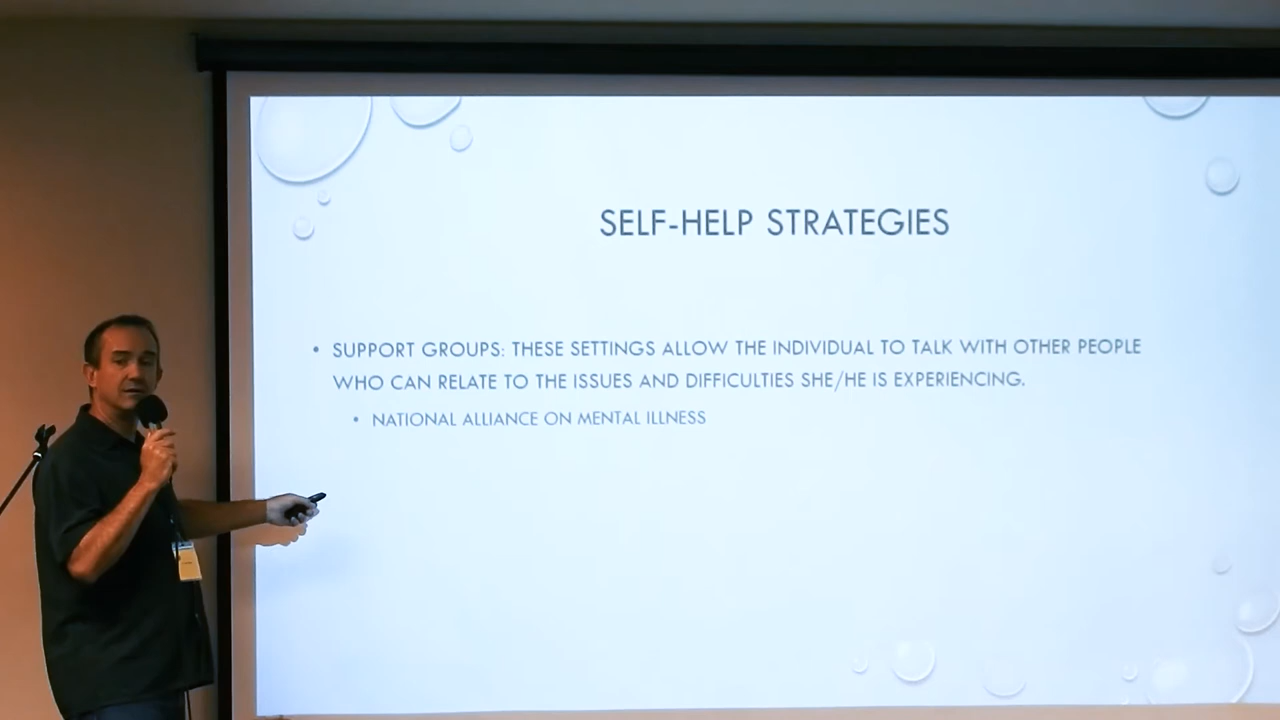 SELF-HELP STRATEGIES
• SUPPORT GROUPS: THESE SETTINGS ALLOW THE INDIVIDUAL TO TALK WITH OTHER PEOPLE
WHO CAN RELATE TO THE ISSUES AND DIFFICULTIES SHE/HE IS EXPERIENCING.
• NATIONAL ALLIANCE ON MENTAL ILLNESS